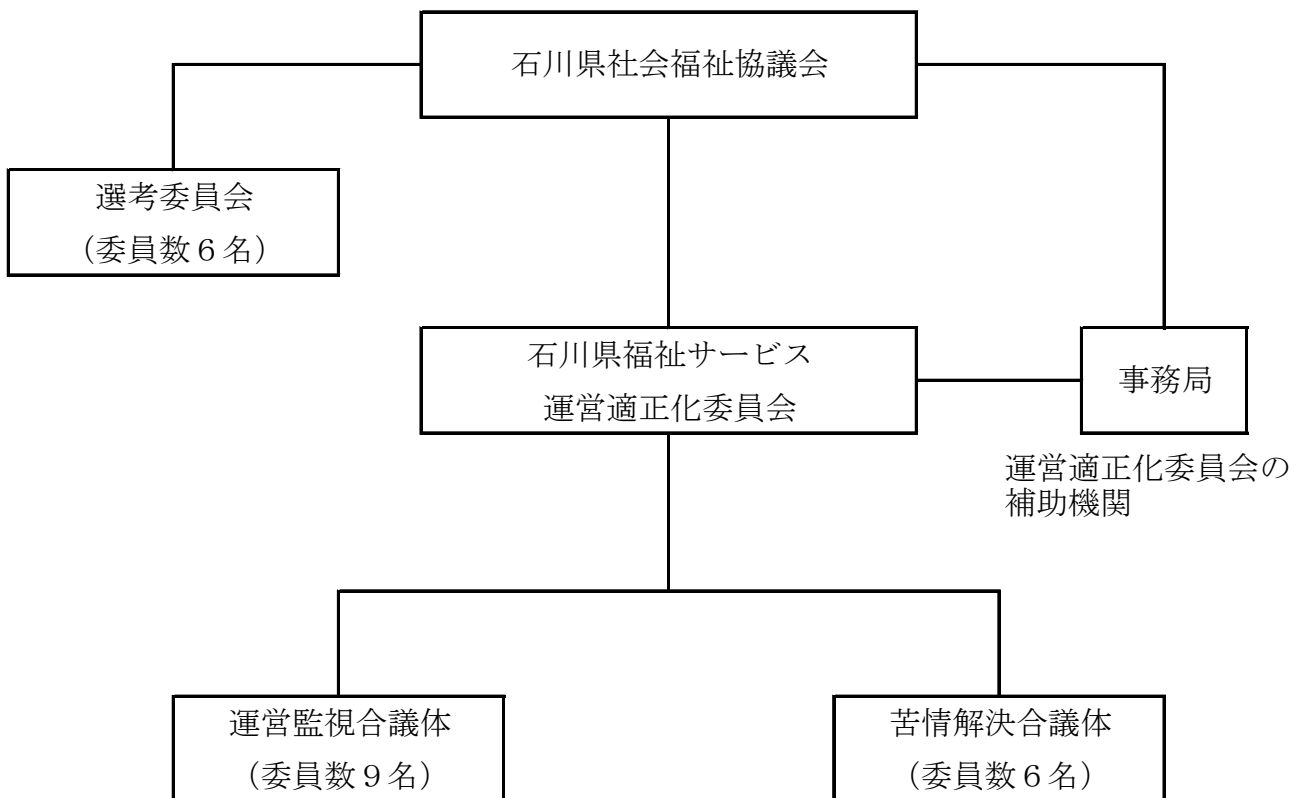 石川県社会福祉協議会
選考委員会
（委員数６名）
石川県福祉サービス
運営適正化委員会
事務局
運営適正化委員会の
補助機関
運営監視合議体
（委員数９名）
苦情解決合議体
（委員数６名）